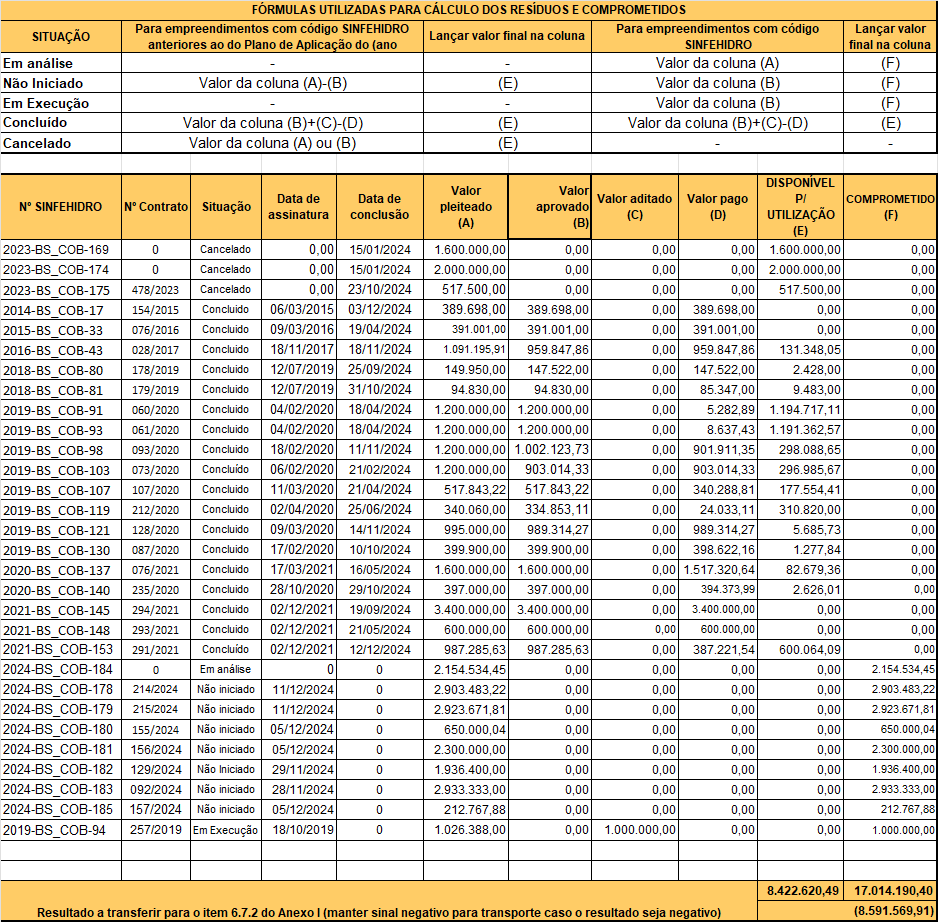 FÓRMULAS UTILIZADAS PARA CÁLCULO DOS RESÍDUOS E COMPROMETIDOS
SITUAÇÃO Para empreendimentos com código SINFEHIDRO anteriores ao do Plano de Aplicação do (ano Lançar valor final na coluna Para empreendimentos com código SINFEHIDRO Lançar valor final na coluna
Em análise - - Valor da coluna (A) (F)
Não Iniciado Valor da coluna (A)-(B) (E) Valor da coluna (B) (F)
Em Execução - - Valor da coluna (B) (F)
Concluído Valor da coluna (B)+(C)-(D) (E) Valor da coluna (B)+(C)-(D) (E)
Cancelado Valor da coluna (A) ou (B) (E) - -
Nº SINFEHIDRO Nº Contrato Situação Data de assinatura Data de conclusão Valor pleiteado (A) Valor aprovado (B) Valor aditado (C) Valor pago (D) DISPONÍVEL P/ UTILIZAÇÃO (E) COMPROMETIDO (F)
2023-BS_COB-169 0 Cancelado 0,00 15/01/2024 1.600.000,00 0,00 0,00 0,00 1.600.000,00 0,00
2023-BS_COB-174 0 Cancelado 0,00 15/01/2024 2.000.000,00 0,00 0,00 0,00 2.000.000,00 0,00
2023-BS_COB-175 478/2023 Cancelado 0,00 23/10/2024 517.500,00 0,00 0,00 0,00 517.500,00 0,00
2014-BS_COB-17 154/2015 Concluido 06/03/2015 03/12/2024 389.698,00 389.698,00 0,00 389.698,00 0,00 0,00
2015-BS_COB-33 076/2016 Concluido 09/03/2016 19/04/2024 391.001,00 391.001,00 0,00 391.001,00 0,00 0,00
2016-BS_COB-43 028/2017 Concluido 18/11/2017 18/11/2024 1.091.195,91 959.847,86 0,00 959.847,86 131.348,05 0,00
2018-BS_COB-80 178/2019 Concluido 12/07/2019 25/09/2024 149.950,00 147.522,00 0,00 147.522,00 2.428,00 0,00
2018-BS_COB-81 179/2019 Concluido 12/07/2019 31/10/2024 94.830,00 94.830,00 0,00 85.347,00 9.483,00 0,00
2019-BS_COB-91 060/2020 Concluido 04/02/2020 18/04/2024 1.200.000,00 1.200.000,00 0,00 5.282,89 1.194.717,11 0,00
2019-BS_COB-93 061/2020 Concluido 04/02/2020 18/04/2024 1.200.000,00 1.200.000,00 0,00 8.637,43 1.191.362,57 0,00
2019-BS_COB-98 093/2020 Concluido 18/02/2020 11/11/2024 1.200.000,00 1.002.123,73 0,00 901.911,35 298.088,65 0,00
2019-BS_COB-103 073/2020 Concluído 06/02/2020 21/02/2024 1.200.000,00 903.014,33 0,00 903.014,33 296.985,67 0,00
2019-BS_COB-107 107/2020 Concluido 11/03/2020 21/04/2024 517.843,22 517.843,22 0,00 340.288,81 177.554,41 0,00
2019-BS_COB-119 212/2020 Concluido 02/04/2020 25/06/2024 340.060,00 334.853,11 0,00 24.033,11 310.820,00 0,00
2019-BS_COB-121 128/2020 Concluido 09/03/2020 14/11/2024 995.000,00 989.314,27 0,00 989.314,27 5.685,73 0,00
2019-BS_COB-130 087/2020 Concluido 17/02/2020 10/10/2024 399.900,00 399.900,00 0,00 398.622,16 1.277,84 0,00
2020-BS_COB-137 076/2021 Concluido 17/03/2021 16/05/2024 1.600.000,00 1.600.000,00 0,00 1.517.320,64 82.679,36 0,00
2020-BS_COB-140 235/2020 Concluido 28/10/2020 29/10/2024 397.000,00 397.000,00 0,00 394.373,99 2.626,01 0,00
2021-BS_COB-145 294/2021 Concluido 02/12/2021 19/09/2024 3.400.000,00 3.400.000,00 0,00 3.400.000,00 0,00 0,00
2021-BS_COB-148 293/2021 Concluido 02/12/2021 21/05/2024 600.000,00 600.000,00 0,00 600.000,00 0,00 0,00
2021-BS_COB-153 291/2021 Concluído 02/12/2021 12/12/2024 987.285,63 987.285,63 0,00 387.221,54 600.064,09 0,00
2024-BS_COB-184 0 Em análise 0 0 2.154.534,45 0,00 0,00 0,00 0,00 2.154.534,45
2024-BS_COB-178 214/2024 Não iniciado 11/12/2024 0 2.903.483,22 0,00 0,00 0,00 0,00 2.903.483,22
2024-BS_COB-179 215/2024 Não iniciado 11/12/2024 0 2.923.671,81 0,00 0,00 0,00 0,00 2.923.671,81
2024-BS_COB-180 155/2024 Não iniciado 05/12/2024 0 650.000,04 0,00 0,00 0,00 0,00 650.000,04
2024-BS_COB-181 156/2024 Não iniciado 05/12/2024 0 2.300.000,00 0,00 0,00 0,00 0,00 2.300.000,00
2024-BS_COB-182 129/2024 Não Iniciado 29/11/2024 0 1.936.400,00 0,00 0,00 0,00 0,00 1.936.400,00
2024-BS_COB-183 092/2024 Não iniciado 28/11/2024 0 2.933.333,00 0,00 0,00 0,00 0,00 2.933.333,00
2024-BS_COB-185 157/2024 Não iniciado 05/12/2024 0 212.767,88 0,00 0,00 0,00 0,00 212.767,88
2019-BS_COB-94 257/2019 Em Execução 18/10/2019 0 1.026.388,00 0,00 1.000.000,00 0,00 0,00 1.000.000,00
8.422.620,49 17.014.190,40
Resultado a transferir para o item 6.7.2 do Anexo I (manter sinal negativo para transporte caso o resultado seja negativo) (8.591.569,91)